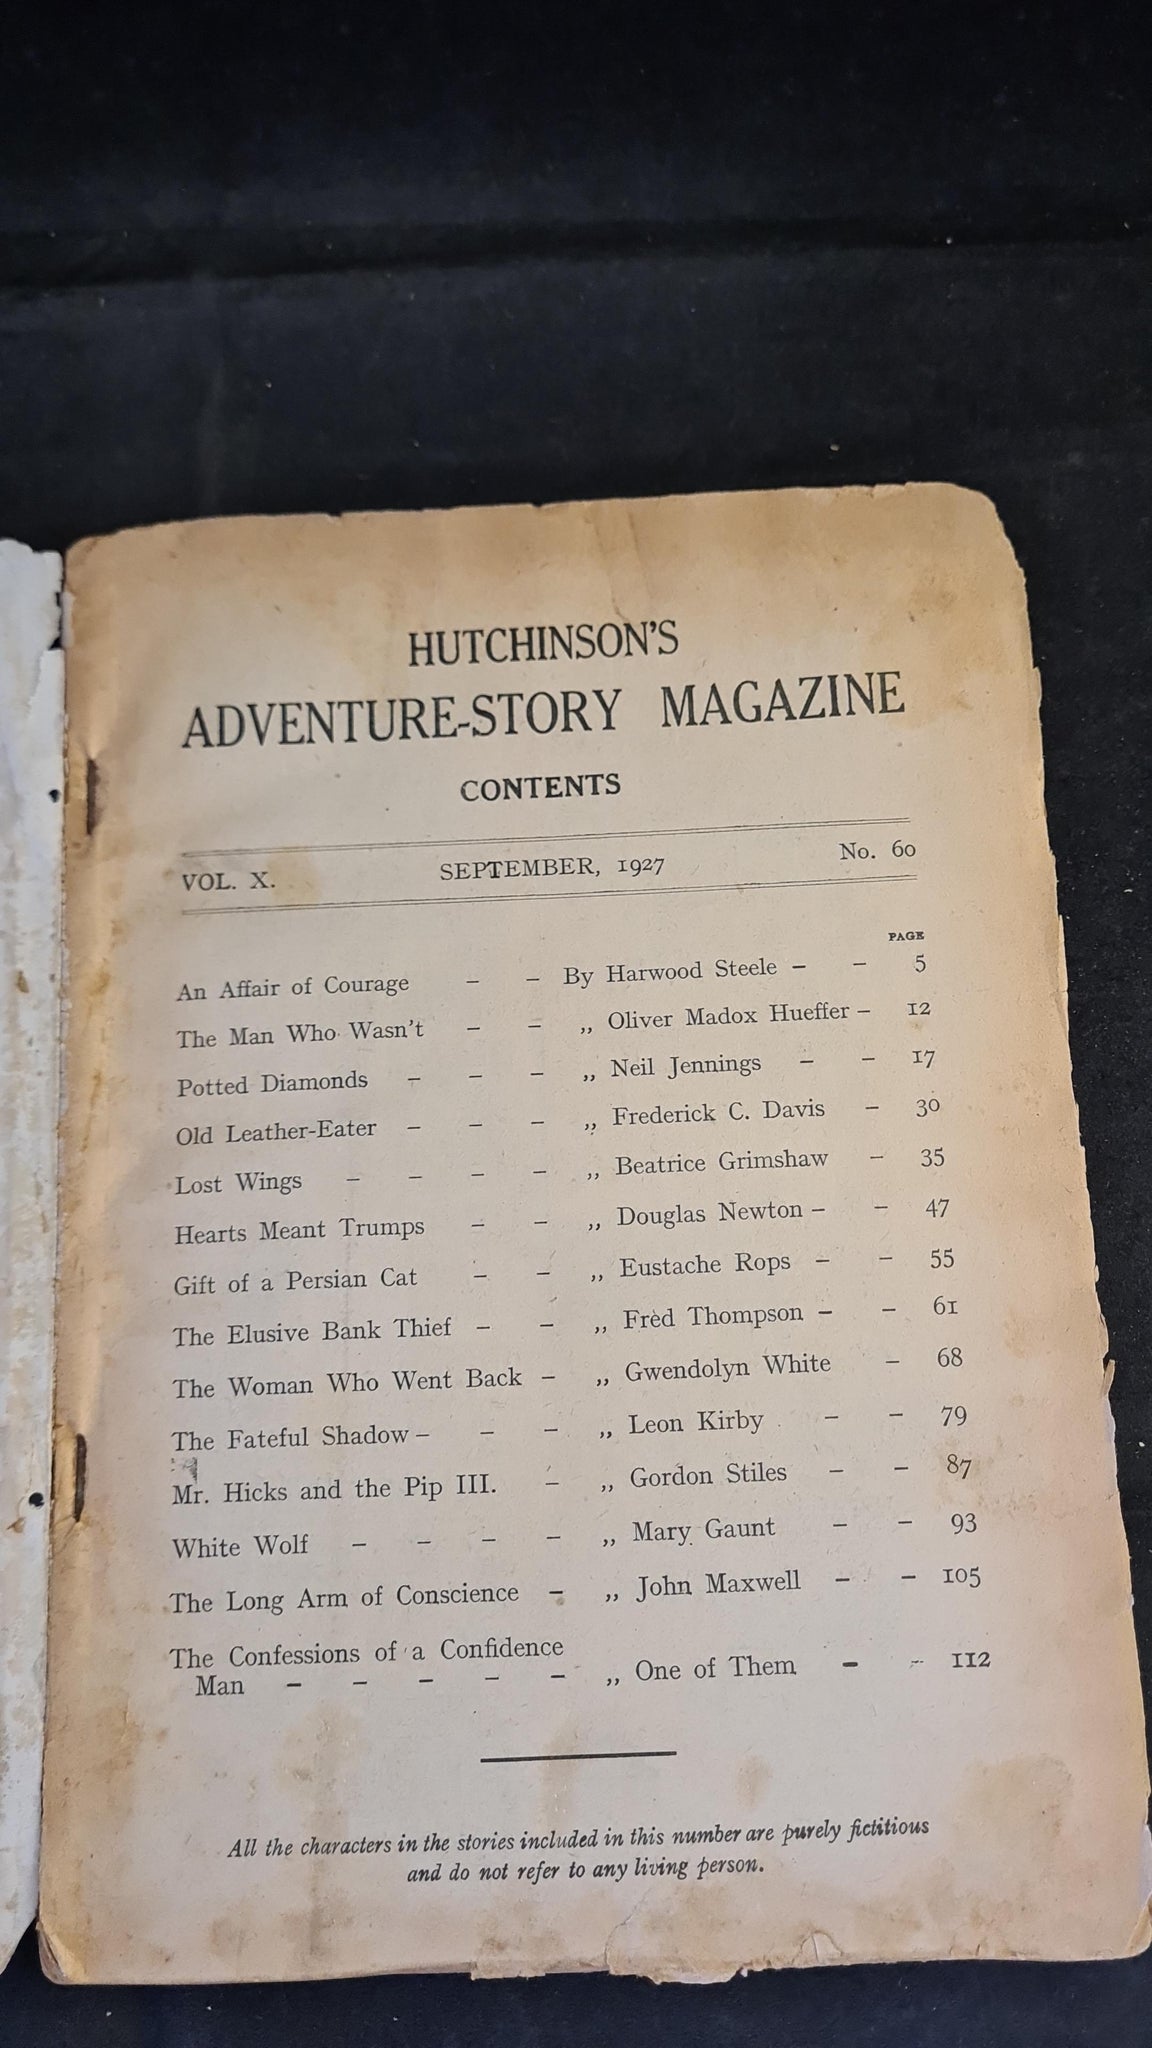 HUTCHINSON'S
ADVENTURE-STORY MAGAZINE
CONTENTS
VOL. X. SEPTEMBER, 1927 No. 60
PAGE
An Affair of Courage - - By Harwood Steele - - 5
The Man Who Wasn't - - „ Oliver Madox Hueffer - 12
Potted Diamonds - - - „ Neil Jennings - - 17
Old Leather-Eater - - - „ Frederick C. Davis - 30
Lost Wings - - - - „ Beatrice Grimshaw - 35
Hearts Meant Trumps - - „ Douglas Newton - - 47
Gift of a Persian Cat - - „ Eustache Rops - - 55
The Elusive Bank Thief - - „ Fred Thompson - - 61
The Woman Who Went Back - „ Gwendolyn White - 68
The Fateful Shadow - - - „ Leon Kirby - - 79
Mr. Hicks and the Pip III. - „ Gordon Stiles - - 87
White Wolf - - - - „ Mary Gaunt - - 93
The Long Arm of Conscience - „ John Maxwell - - 105
The Confessions of a Confidence
Man - - - - - „ One of Them - - 112
All the characters in the stories included in this number are purely fictitious
and do not refer to any living person.